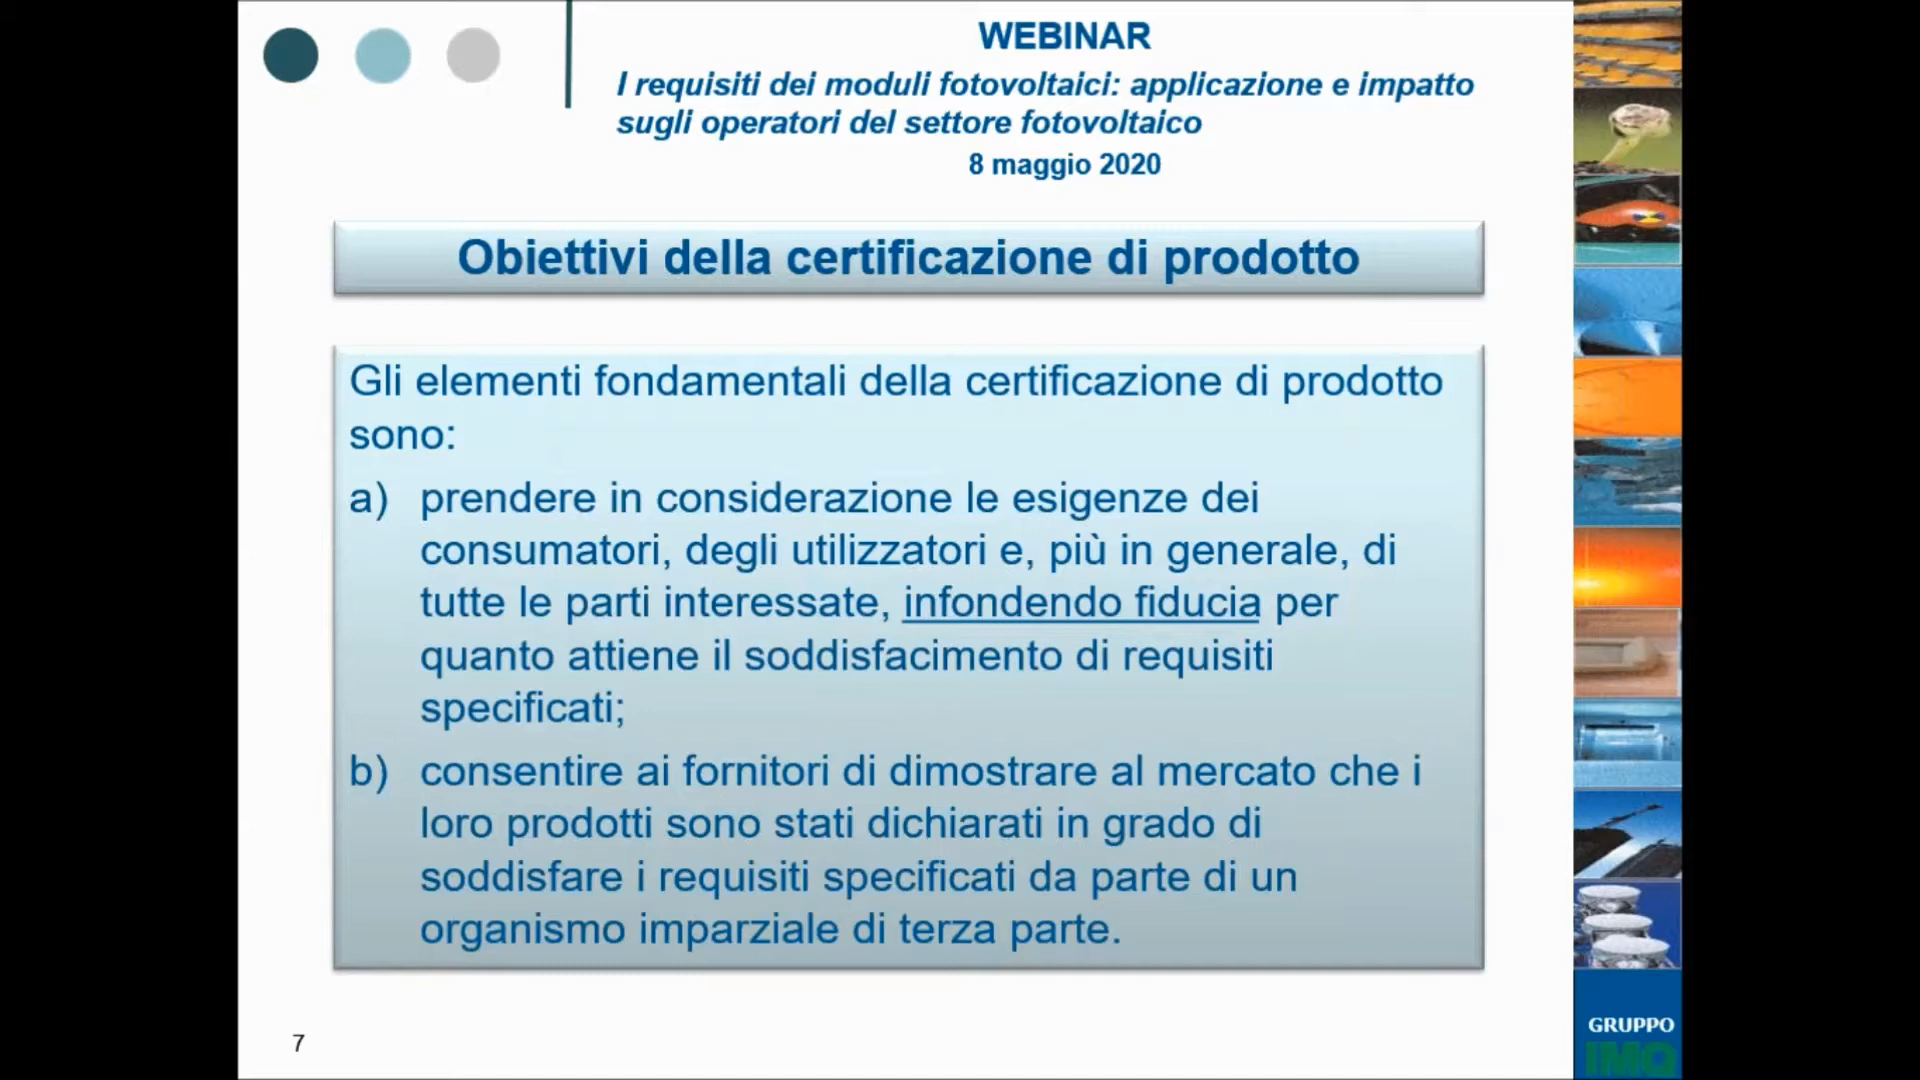 WEBINAR
I requisiti dei moduli fotovoltaici: applicazione e impatto
sugli operatori del settore fotovoltaico
8 maggio 2020
Obiettivi della certificazione di prodotto
Gli elementi fondamentali della certificazione di prodotto
sono:
a) prendere in considerazione le esigenze dei
consumatori, degli utilizzatori e, più in generale, di
tutte le parti interessate, infondendo fiducia per
quanto attiene il soddisfacimento di requisiti
specificati;
b) consentire ai fornitori di dimostrare al mercato che i
loro prodotti sono stati dichiarati in grado di
soddisfare i requisiti specificati da parte di un
organismo imparziale di terza parte.
7
GRUPPO
IMQ